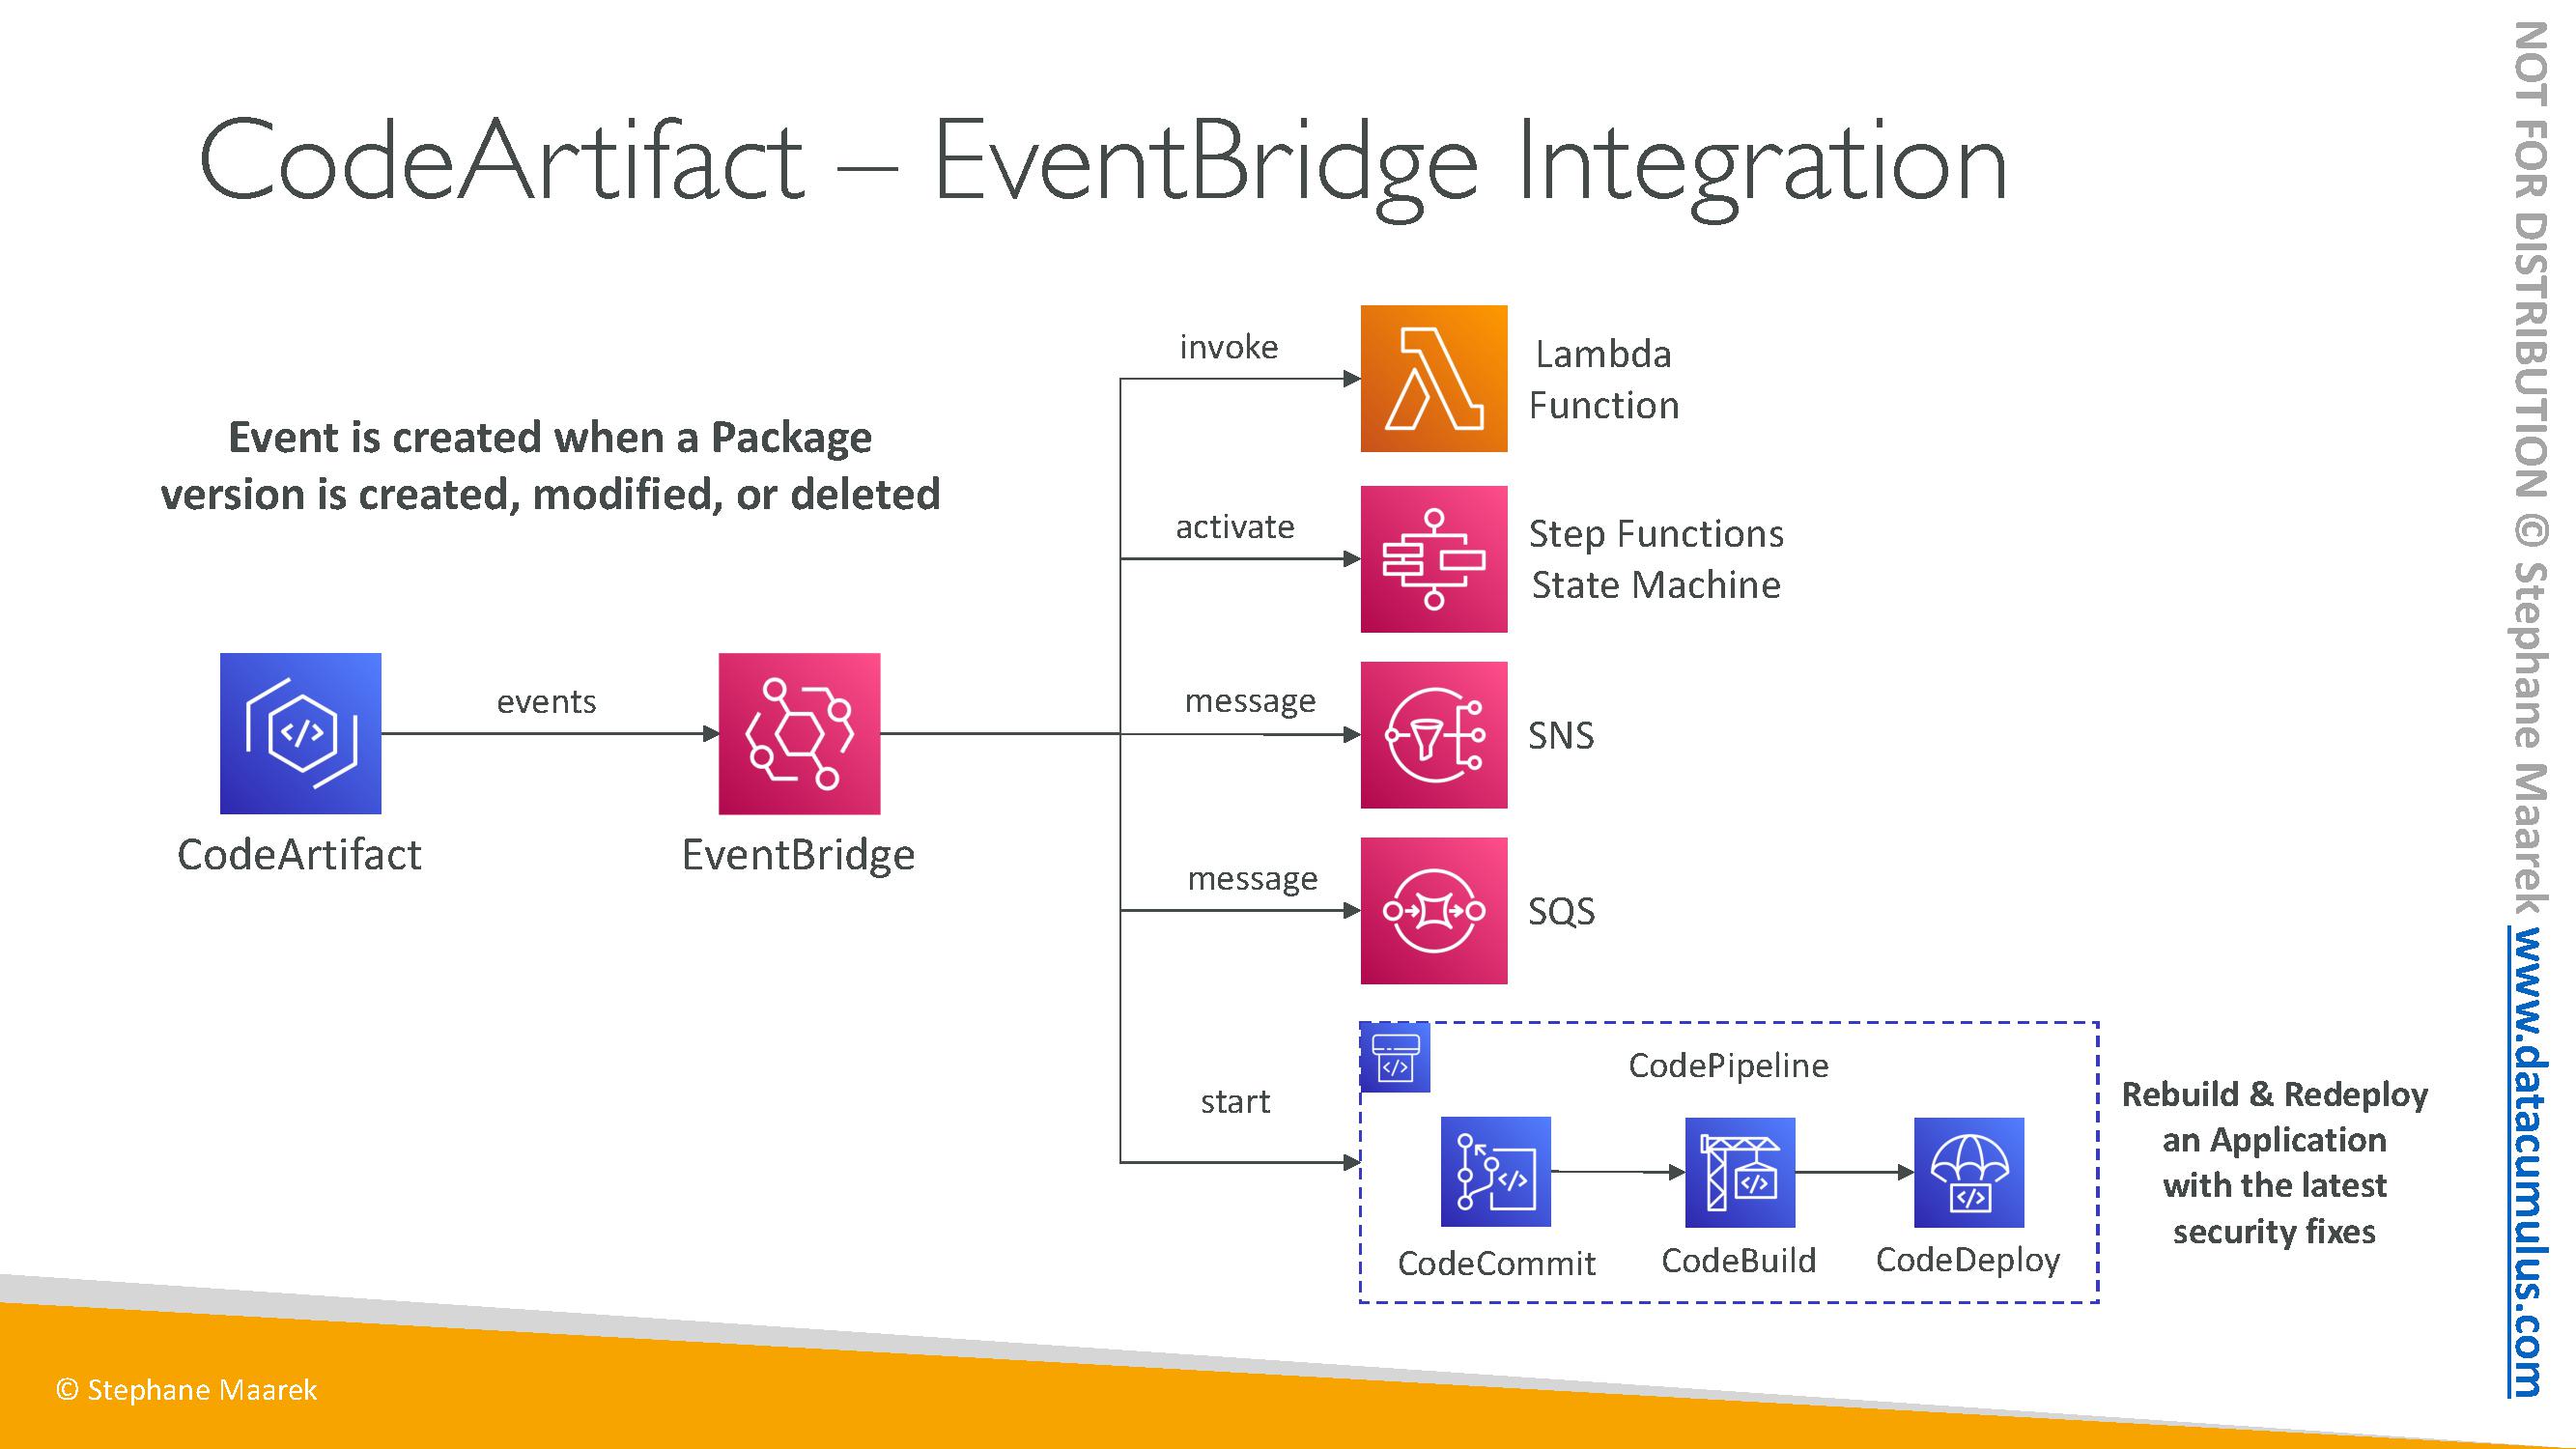 CodeArtifact – EventBridge Integration
Event is created when a Package
version is created, modified, or deleted
CodeArtifact
events
EventBridge
invoke
Lambda
Function
activate
Step Functions
State Machine
message
SNS
message
SQS
start
CodePipeline
CodeCommit
CodeBuild
CodeDeploy
Rebuild & Redeploy
an Application
with the latest
security fixes
© Stephane Maarek
NOT FOR DISTRIBUTION © Stephane Maarek www.datacumulus.com